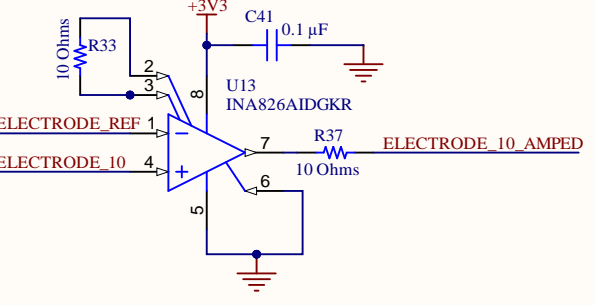 +3V3
C41
0.1 µF
10 Ohms
R33
2
3
8
U13
INA826AIDGKR
ELECTRODE_REF
1
7
R37
10 Ohms
ELECTRODE_10_AMPED
ELECTRODE_10
4
6
5